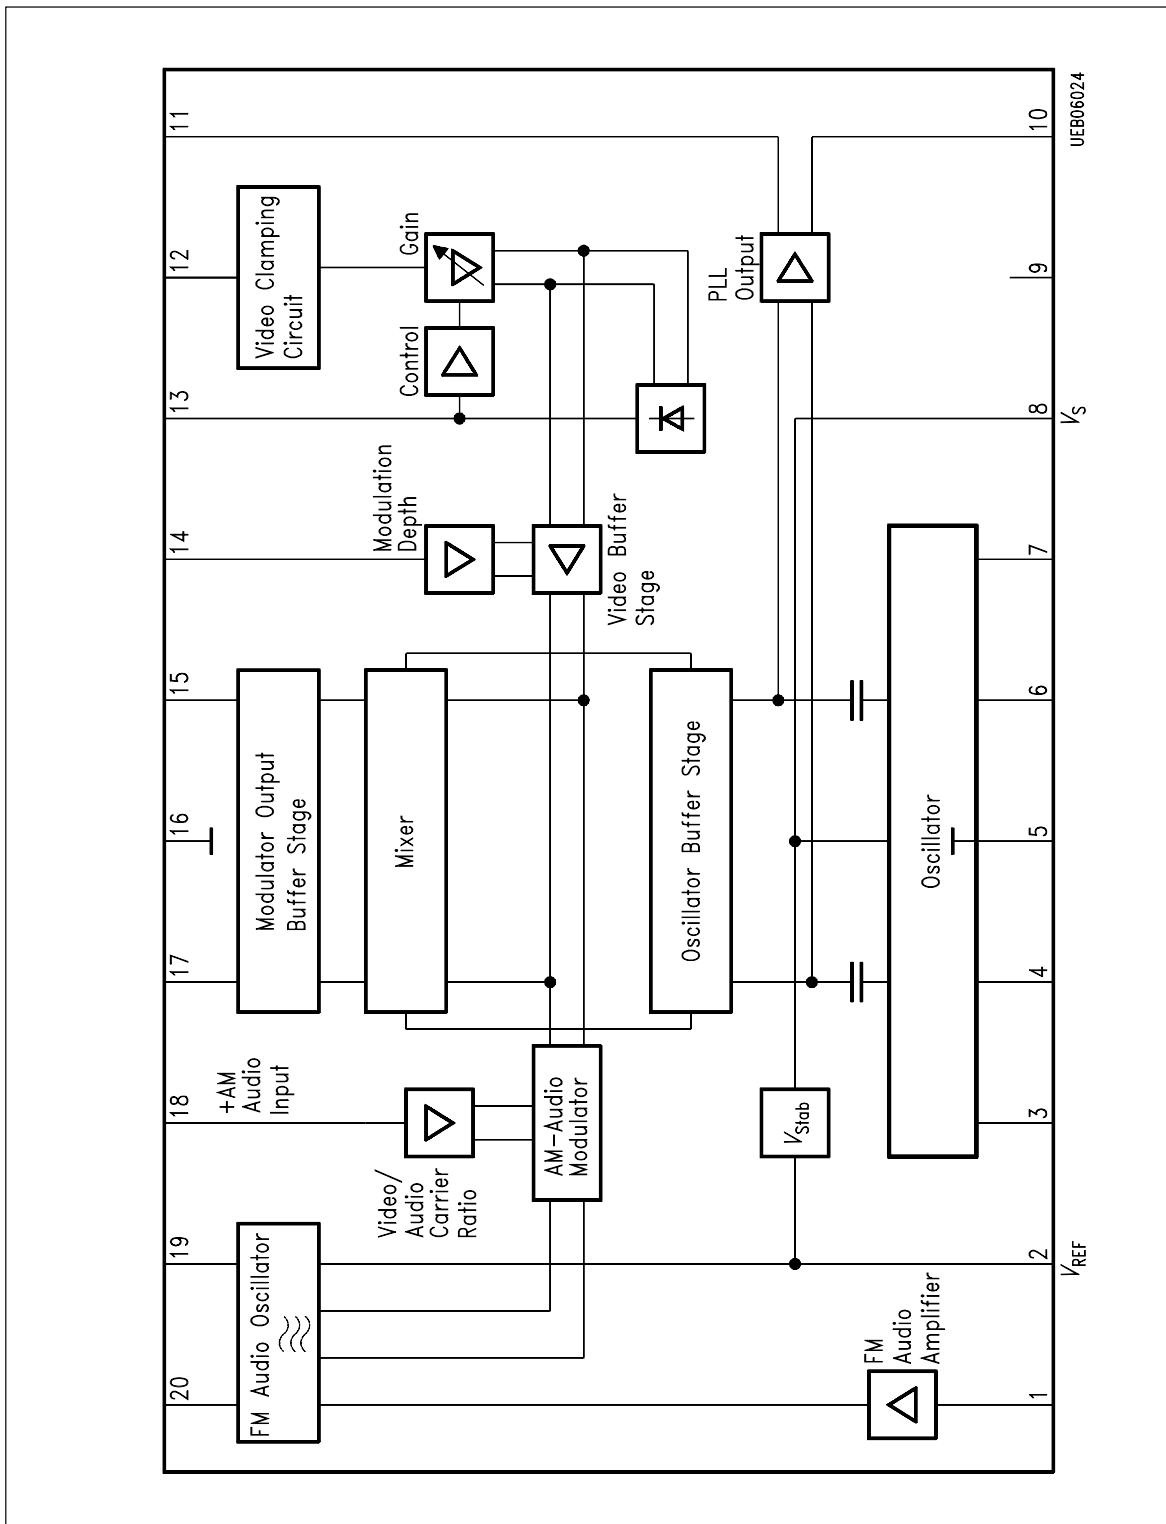 20
19
18
17
16
15
14
13
12
11
FM Audio Oscillator
+AM
Audio
Input
Modulator Output
Buffer Stage
Video Clamping
Circuit
Video/
Audio
Carrier
Ratio
Mixer
Modulation
Depth
Control
Gain
AM-Audio
Modulator
Video Buffer
Stage
Oscillator Buffer Stage
PLL
Output
VStab
FM
Audio
Amplifier
Oscillator
1
2
3
4
5
6
7
8
9
10
VREF
VS
UEB06024